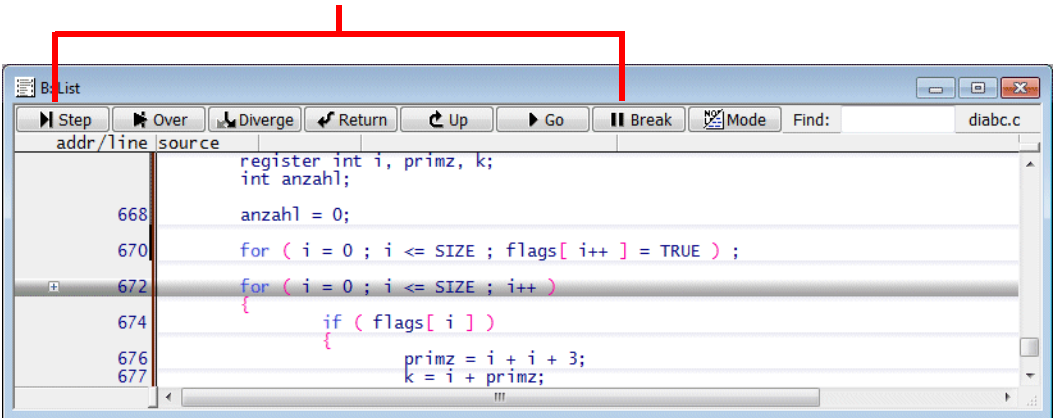 B::List
Step Over Diverge Return Up Go Break Mode Find: diabc.c
addr/line source
register int i, primz, k;
int anzahl;
668 anzahl = 0;
670 for ( i = 0 ; i <= SIZE ; flags[ i++ ] = TRUE ) ;
672 for ( i = 0 ; i <= SIZE ; i++ )
{
674 if ( flags[ i ] )
{
676 primz = i + i + 3;
677 k = i + primz;